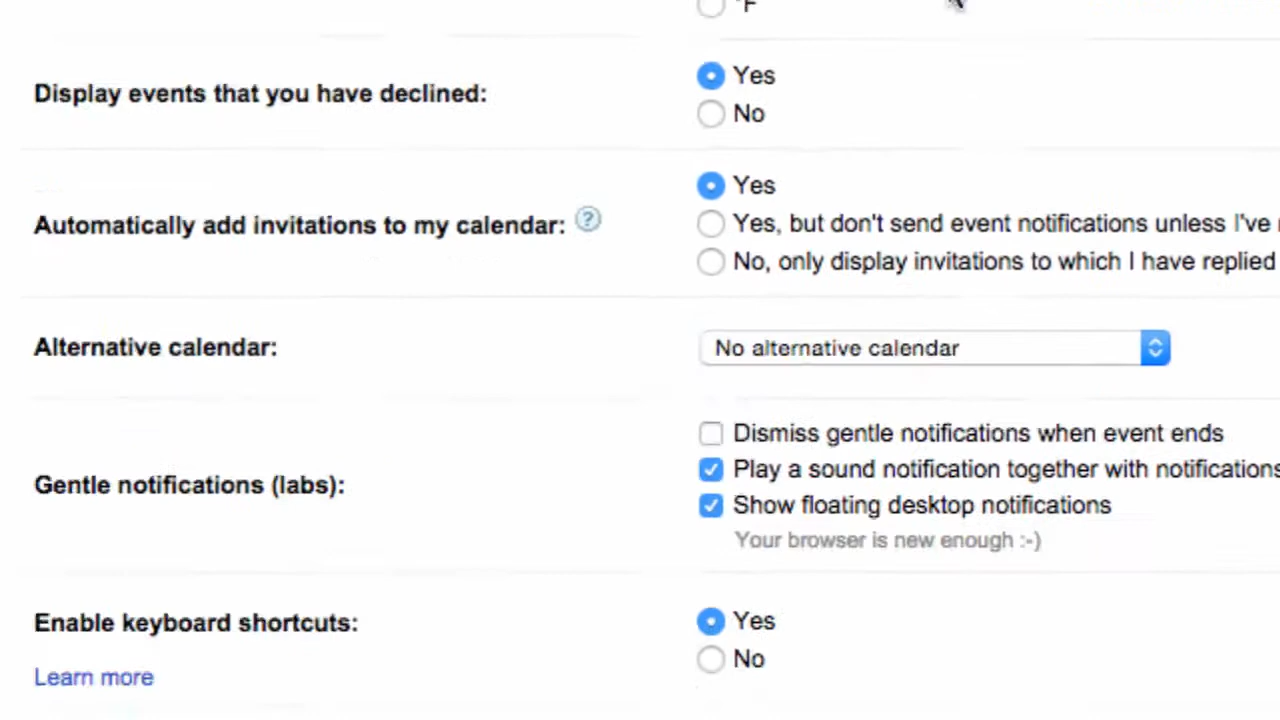 °F
Display events that you have declined:
Yes
No
Automatically add invitations to my calendar: ?
Yes
Yes, but don't send event notifications unless I've
No, only display invitations to which I have replied
Alternative calendar:
No alternative calendar
Gentle notifications (labs):
Dismiss gentle notifications when event ends
Play a sound notification together with notifications
Show floating desktop notifications
Your browser is new enough :-)
Enable keyboard shortcuts:
Yes
No
Learn more